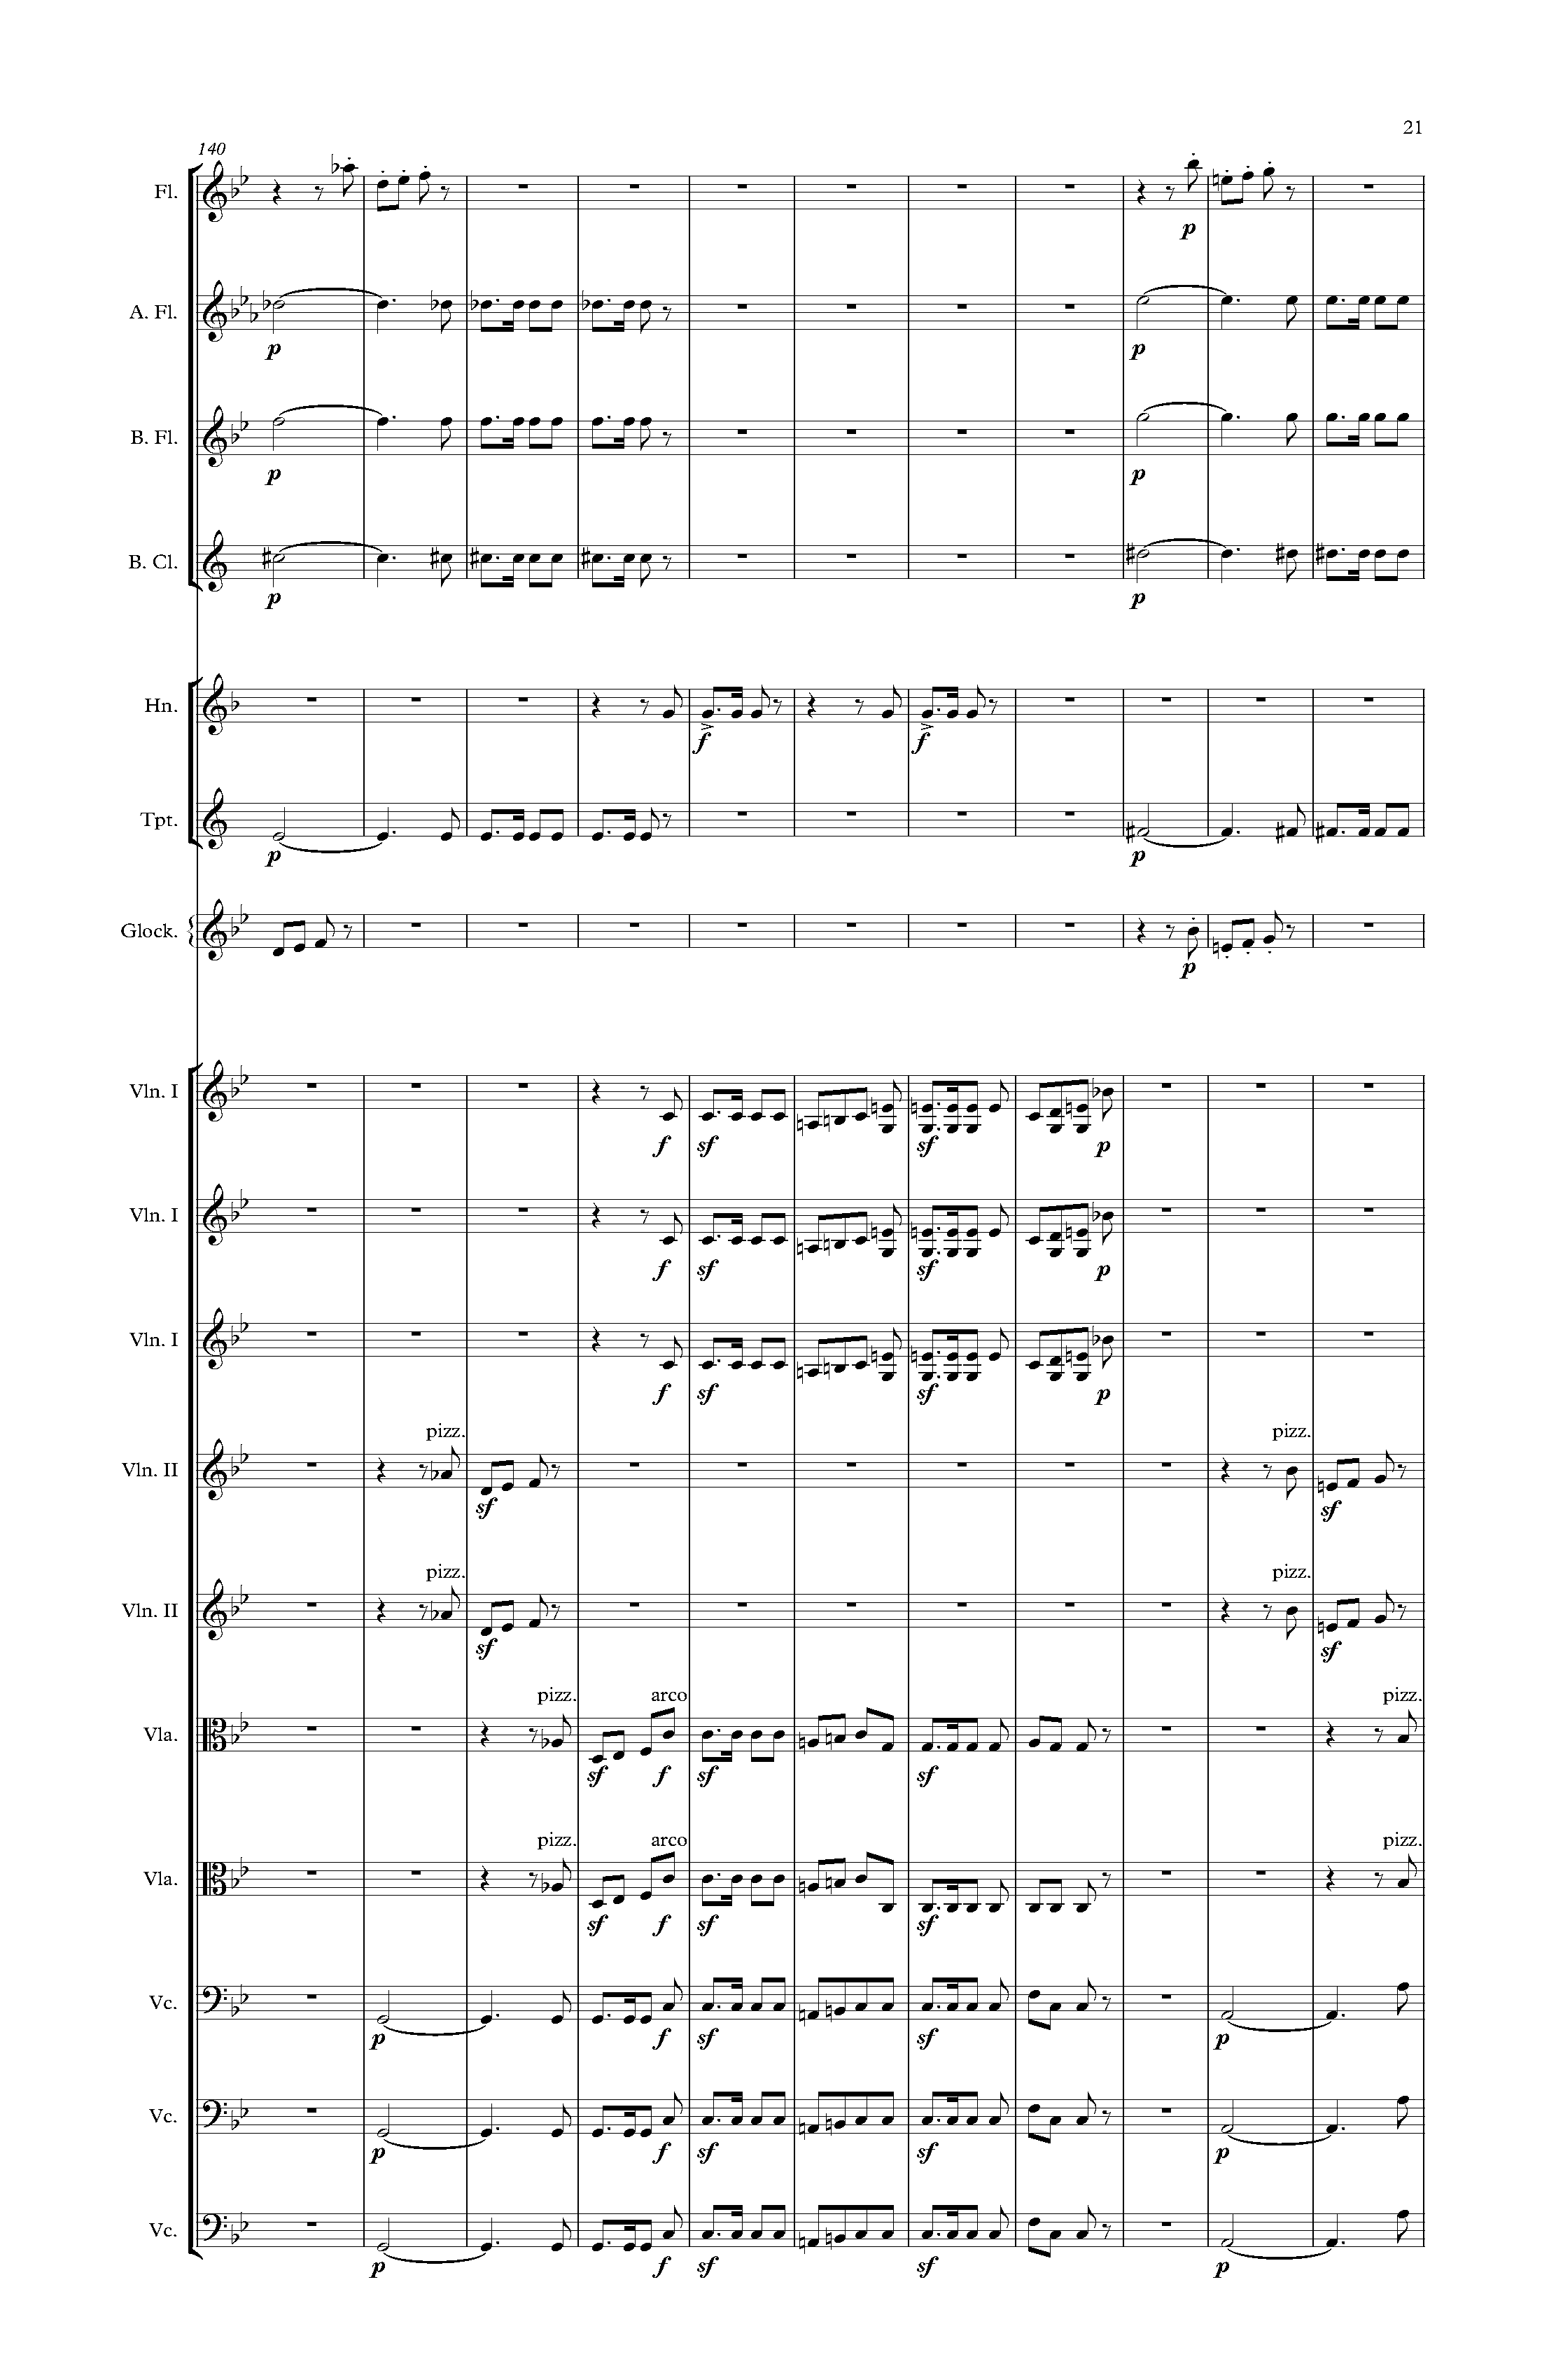 21
140
Fl.
p
A. Fl.
p p
B. Fl.
p p
B. Cl.
p p
Hn.
f f
Tpt.
p p
Glock.
p
Vln. I
f sf sf p
Vln. I
f sf sf p
Vln. I
f sf sf p
pizz. pizz.
Vln. II
sf sf
pizz. pizz.
Vln. II
sf sf
pizz. arco pizz.
Vla.
sf f sf sf
pizz. arco pizz.
Vla.
sf f sf sf
Vc.
p f sf sf p
Vc.
p f sf sf p
Vc.
p f sf sf p